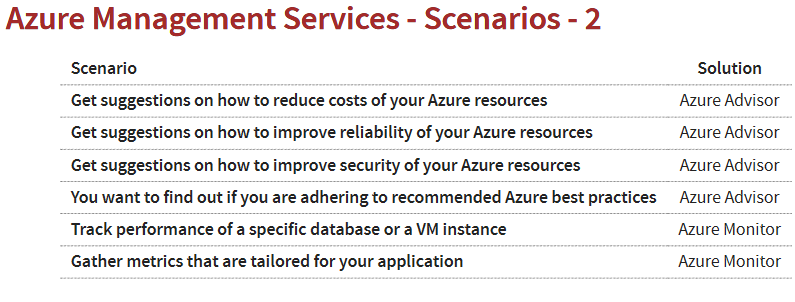 Azure Management Services - Scenarios - 2
Scenario Solution
Get suggestions on how to reduce costs of your Azure resources Azure Advisor
Get suggestions on how to improve reliability of your Azure resources Azure Advisor
Get suggestions on how to improve security of your Azure resources Azure Advisor
You want to find out if you are adhering to recommended Azure best practices Azure Advisor
Track performance of a specific database or a VM instance Azure Monitor
Gather metrics that are tailored for your application Azure Monitor